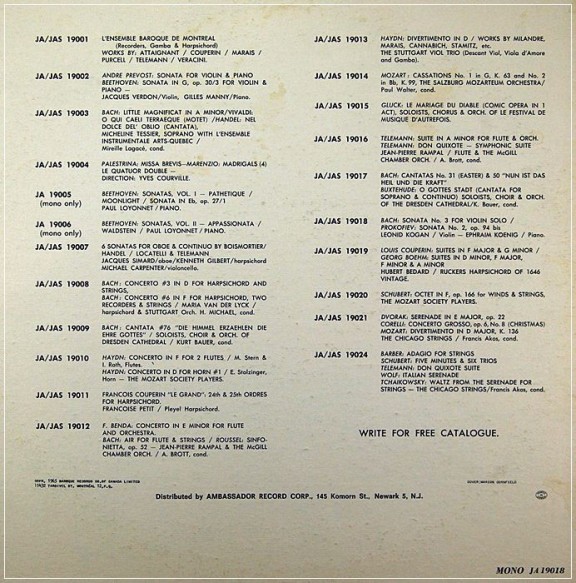 JA/JAS 19001 L'ENSEMBLE BAROQUE DE MONTREAL
(Recorders, Gamba & Harpsichord)
WORKS BY: ATTAIGNANT / COUPERIN / MARAIS /
PURCELL / TELEMANN / VERACINI.
JA/JAS 19002 ANDRE PREVOST: SONATA FOR VIOLIN & PIANO
BEETHOVEN: SONATA IN G, op. 30/3 FOR VIOLIN &
PIANO —
JACQUES VERDON/Violin, GILLES MANNY/Piano.
JA/JAS 19003 BACH: LITTLE MAGNIFICAT IN A MINOR/VIVALDI:
O QUI CAELI TERRAEQUE (MOTET) /HANDEL: NEL
DOLCE DEL' OBLIO (CANTATA).
MICHELINE TESSIER, SOPRANO WITH L'ENSEMBLE
INSTRUMENTALE ARTS-QUEBEC /
Mireille Lagacé, cond.
JA/JAS 19004 PALESTRINA: MISSA BREVIS—MARENZIO: MADRIGALS (4)
LE QUATUOR DOUBLE —
DIRECTION: YVES COURVILLE.
JA 19005 BEETHOVEN: SONATAS, VOL. I – PATHETIQUE /
(mono only) MOONLIGHT / SONATA IN Eb, op. 27/1
PAUL LOYONNET / PIANO.
JA 19006 BEETHOVEN: SONATAS, VOL. II – APPASSIONATA /
(mono only) WALDSTEIN / PAUL LOYONNET / PIANO.
JA/JAS 19007 6 SONATAS FOR OBOE & CONTINUO BY BOISMORTIER/
HANDEL / LOCATELLI & TELEMANN
JACQUES SIMARD/oboe/KENNETH GILBERT/harpsichord
MICHAEL CARPENTER/violoncello.
JA/JAS 19008 BACH: CONCERTO #3 IN D FOR HARPSICHORD AND
STRINGS,
BACH: CONCERTO #6 IN F FOR HARPSICHORD, TWO
RECORDERS & STRINGS / MARIA VAN DER LYCK /
harpsichord & STUTTGART Orch. H. MICHAEL, cond.
JA/JAS 19009 BACH: CANTATA #76 "DIE HIMMEL ERZAEHLEN DIE
EHRE GOTTES" / SOLOISTS, CHOIR & ORCH. OF
DRESDEN CATHEDRAL / KURT BAUER, cond.
JA/JAS 19010 HAYDN: CONCERTO IN F FOR 2 FLUTES / M. Stern &
I. Roth, Flutes.
HAYDN: CONCERTO IN D FOR HORN #1 / E. Stolzinger,
Horn — THE MOZART SOCIETY PLAYERS.
JA/JAS 19011 FRANCOIS COUPERIN "LE GRAND": 24th & 25th ORDRES
FOR HARPSICHORD.
FRANCOISE PETIT / Pleyel Harpsichord.
JA/JAS 19012 F. BENDA: CONCERTO IN E MINOR FOR FLUTE
AND ORCHESTRA.
BACH: AIR FOR FLUTE & STRINGS / ROUSSEL: SINFO-
NIETTA, op. 52 — JEAN-PIERRE RAMPAL & THE McGILL
CHAMBER ORCH. / A. BROTT, cond.
JA/JAS 19013 HAYDN: DIVERTIMENTO IN D / WORKS BY MILANDRE,
MARAIS, CANNABICH, STAMITZ, etc.
THE STUTTGART VIOL TRIO (Descant Viol, Viola d'Amore
and Gamba).
JA/JAS 19014 MOZART: CASSATIONS No. 1 in G, K. 63 and No. 2
in Bb, K. 99, THE SALZBURG MOZARTEUM ORCHESTRA/
Paul Walter, cond.
JA/JAS 19015 GLUCK: LE MARIAGE DU DIABLE (COMIC OPERA IN 1
ACT), SOLOISTS, CHORUS & ORCH. OF LE FESTIVAL DE
MUSIQUE D'AUTREFOIS.
JA/JAS 19016 TELEMANN: SUITE IN A MINOR FOR FLUTE & ORCH.
TELEMANN: DON QUIXOTE — SYMPHONIC SUITE
JEAN-PIERRE RAMPAL / FLUTE & THE McGILL
CHAMBER ORCH. / A. Brott, cond.
JA/JAS 19017 BACH: CANTATAS No. 31 (EASTER) & 50 "NUN IST DAS
HEIL UND DIE KRAFT"
BUXTEHUDE: O GOTTES STADT (CANTATA FOR
SOPRANO & CONTINUO) SOLOISTS, CHOIR & ORCH.
OF THE DRESDEN CATHEDRAL/K. Bauer, cond.
JA/JAS 19018 BACH: SONATA No. 3 FOR VIOLIN SOLO /
PROKOFIEV: SONATA No. 2, op. 94 bis
LEONID KOGAN / Violin — EPHRAIM KOENIG / Piano.
JA/JAS 19019 LOUIS COUPERIN: SUITES IN F MAJOR & G MINOR /
GEORG BOEHM: SUITES IN D MINOR, F MAJOR,
F MINOR & A MINOR
HUBERT BEDARD / RUCKERS HARPSICHORD OF 1646
VINTAGE.
JA/JAS 19020 SCHUBERT: OCTET IN F, op. 166 for WINDS & STRINGS,
THE MOZART SOCIETY PLAYERS.
JA/JAS 19021 DVORAK: SERENADE IN E MAJOR, op. 22
CORELLI: CONCERTO GROSSO, op. 6, No. 8 (CHRISTMAS)
MOZART: DIVERTIMENTO IN D MAJOR, K. 136
THE CHICAGO STRINGS / Francis Akos, cond.
JA/JAS 19024 BARBER: ADAGIO FOR STRINGS
SCHUBERT: FIVE MINUTES & SIX TRIOS
TELEMANN: DON QUIXOTE SUITE
WOLF: ITALIAN SERENADE
TCHAIKOWSKY: WALTZ FROM THE SERENADE FOR
STRINGS — THE CHICAGO STRINGS/Francis Akos, cond.
WRITE FOR FREE CATALOGUE.
1965 BAROQUE RECORDS CO. OF CANADA LIMITED
MONTREAL 12, P.Q.
Distributed by AMBASSADOR RECORD CORP., 145 Komorn St., Newark 5, N.J.
MONO JA 19018